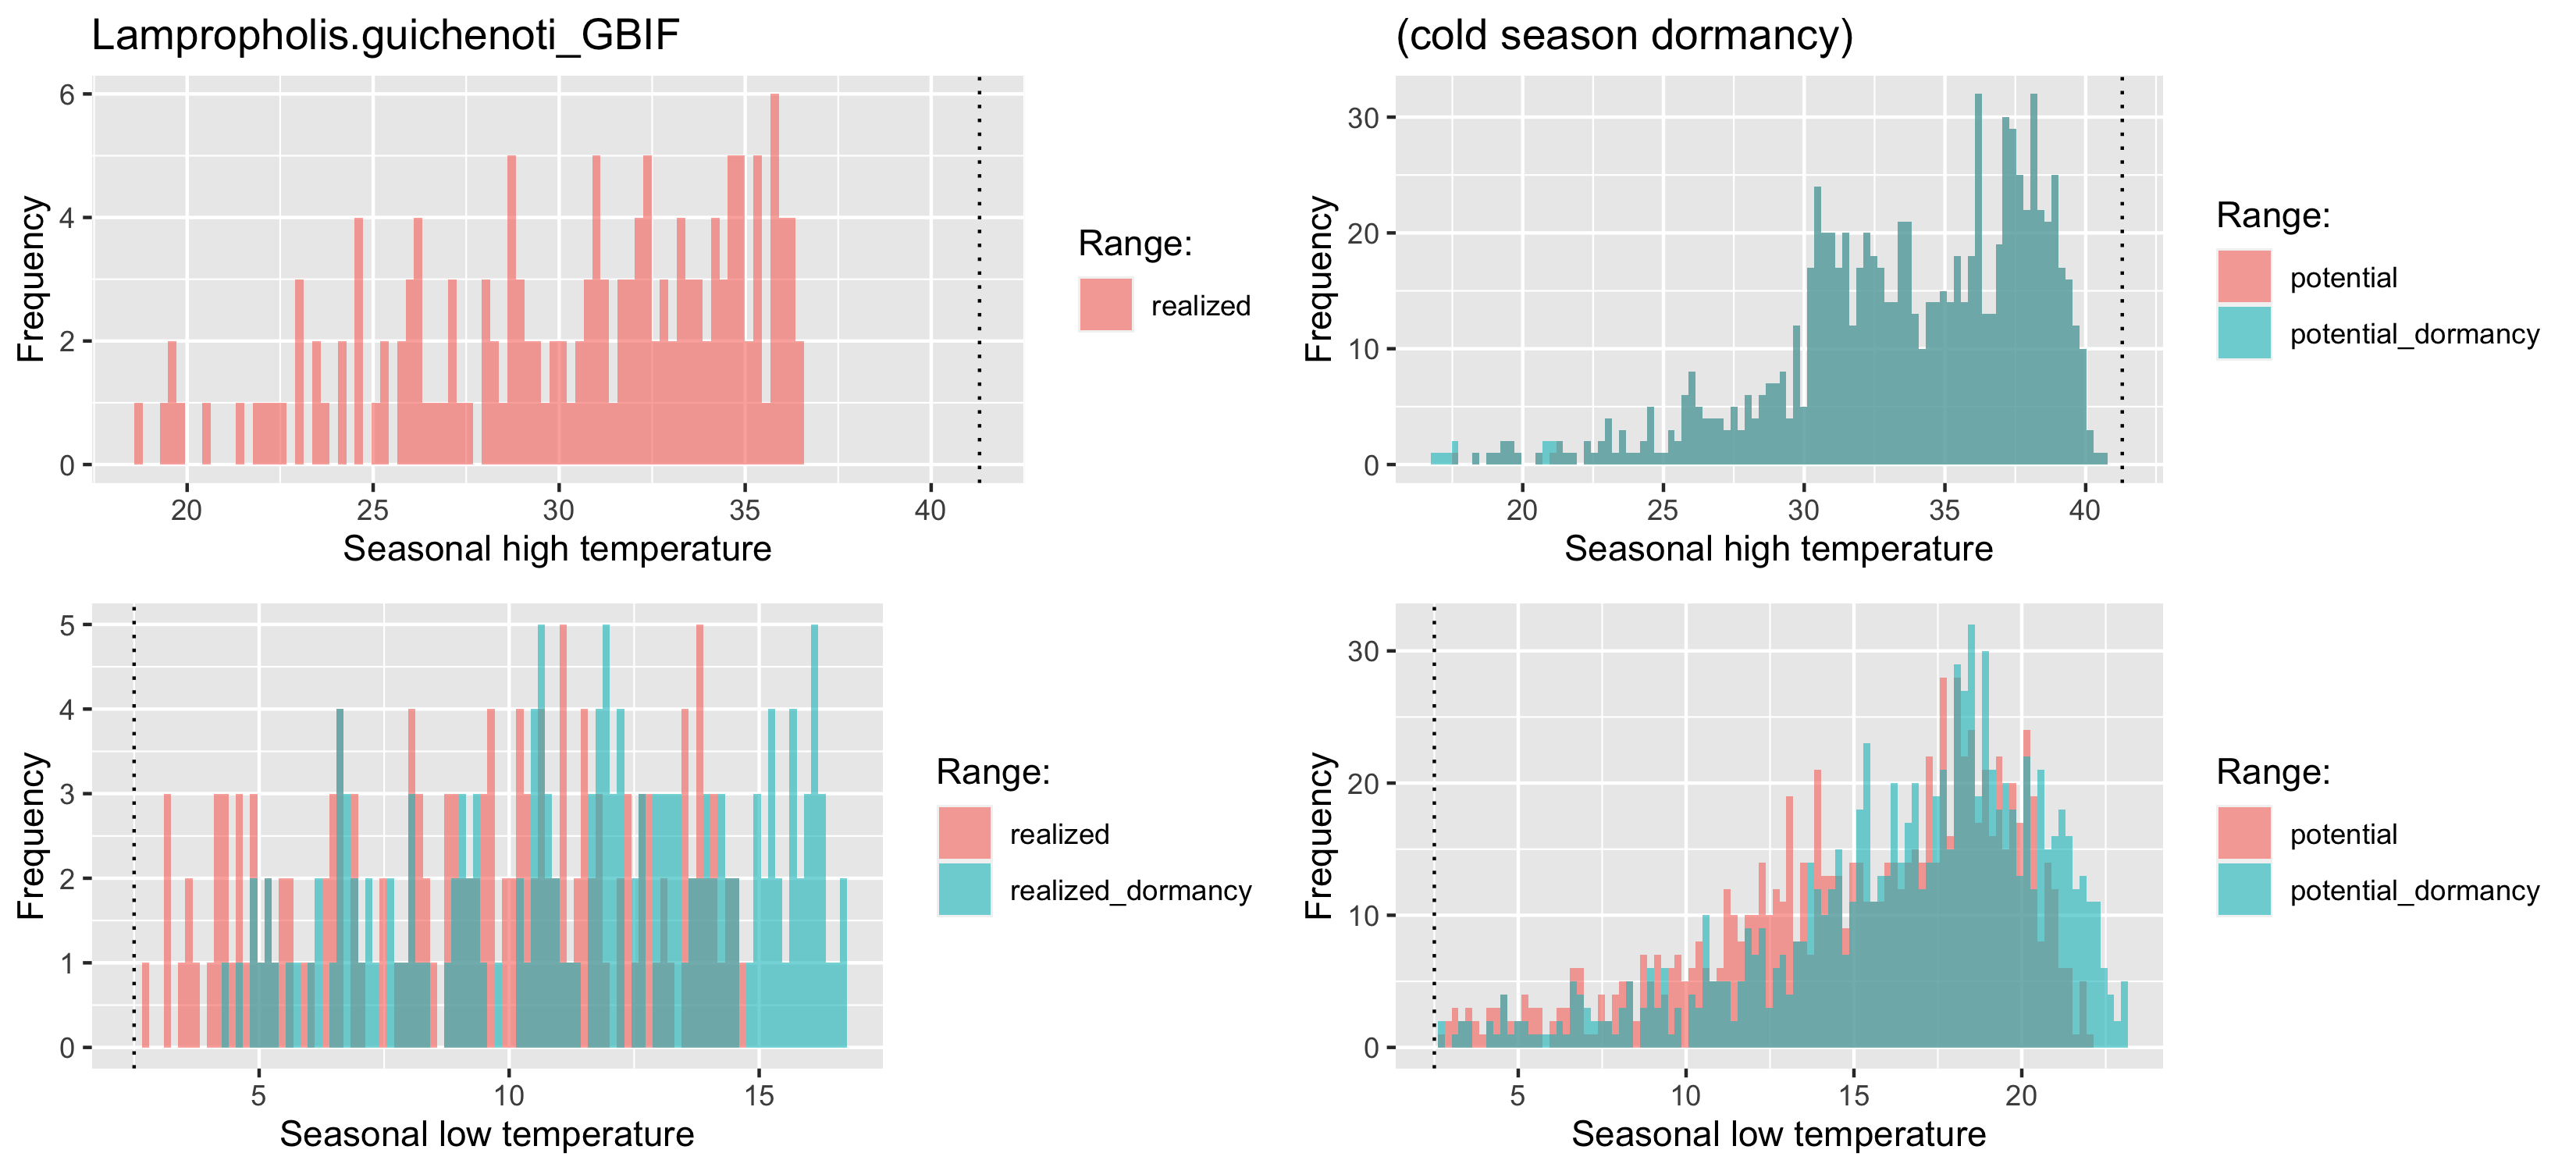 Lampropholis.guichenoti_GBIF
(cold season dormancy)
Frequency
6
4
2
0
20
25
30
35
40
Seasonal high temperature
Range:
realized
Frequency
30
20
10
0
20
25
30
35
40
Seasonal high temperature
Range:
potential
potential_dormancy
Frequency
5
4
3
2
1
0
5
10
15
Seasonal low temperature
Range:
realized
realized_dormancy
Frequency
30
20
10
0
5
10
15
20
Seasonal low temperature
Range:
potential
potential_dormancy